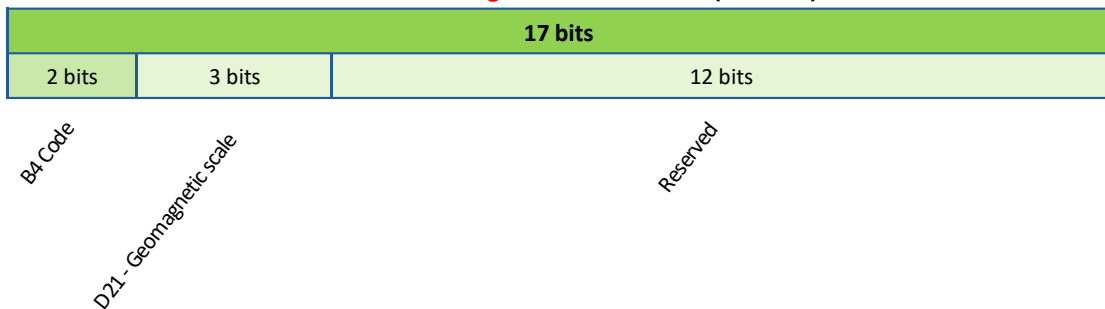 17 bits
2 bits 3 bits 12 bits
B4 Code
D21 - Geomagnetic scale
Reserved